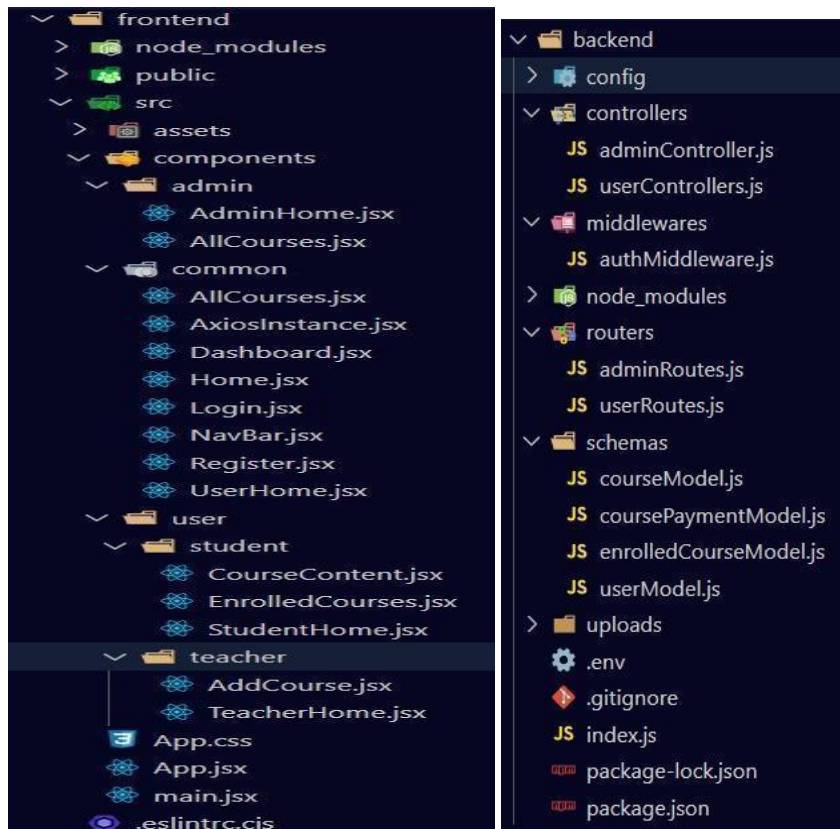 frontend
node_modules
public
src
assets
components
admin
AdminHome.jsx
AllCourses.jsx
common
AllCourses.jsx
AxiosInstance.jsx
Dashboard.jsx
Home.jsx
Login.jsx
NavBar.jsx
Register.jsx
UserHome.jsx
user
student
CourseContent.jsx
EnrolledCourses.jsx
StudentHome.jsx
teacher
AddCourse.jsx
TeacherHome.jsx
App.css
App.jsx
main.jsx
.eslintrc.cjs
backend
config
controllers
JS adminController.js
JS userControllers.js
middlewares
JS authMiddleware.js
node_modules
routers
JS adminRoutes.js
JS userRoutes.js
schemas
JS courseModel.js
JS coursePaymentModel.js
JS enrolledCourseModel.js
JS userModel.js
uploads
.env
.gitignore
JS index.js
package-lock.json
package.json